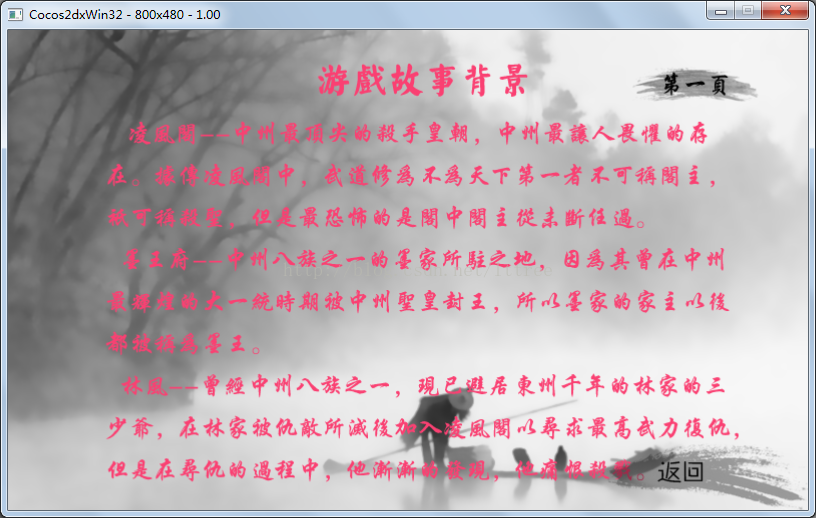 Cocos2dxWin32 - 800x480 - 1.00
游戲故事背景
第一頁
凌風閣——中州最頂尖的殺手皇朝，中州最讓人畏懼的存
在。據傳凌風閣中，武道修為不為天下第一者不可稱閣主，
被可稱殺聖，但是最恐怖的是閣中閣主從未斷任過。
墨王府——中州八族之一的墨家所駐之地，因為其曾在中州
最輝煌的大一統時期被中州聖皇封王，所以墨家的家主以後
都被稱為墨王。
林風——曾經中州八族之一，現已避居東州千年的林家的三
少爺，在林家被仇敵所滅後加入凌風閣以尋求最高武力復仇，
但是在尋仇的過程中，他漸漸的發現，他痛恨殺戮。
返回